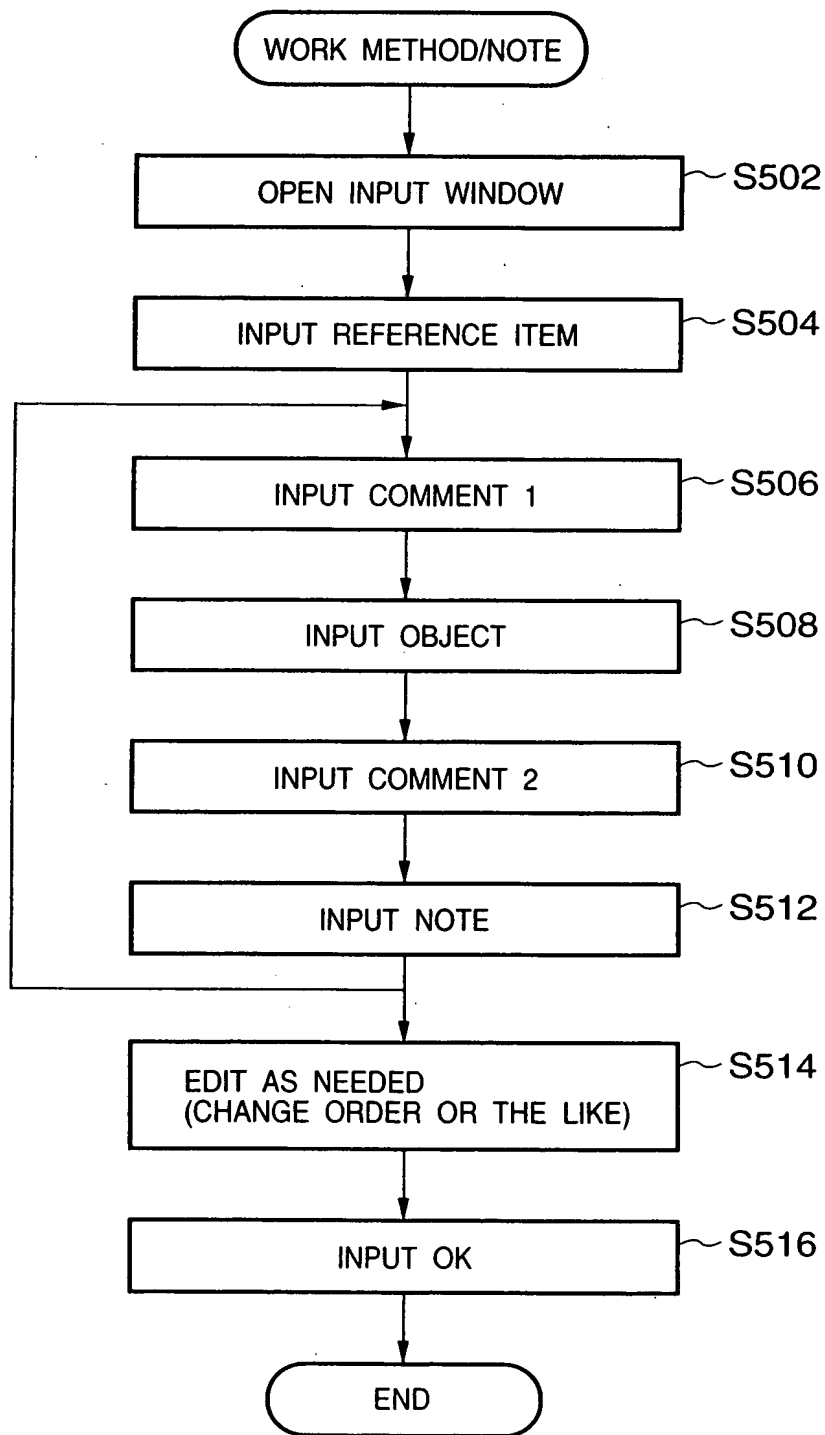 WORK METHOD/NOTE
OPEN INPUT WINDOW
S502
INPUT REFERENCE ITEM
S504
INPUT COMMENT 1
S506
INPUT OBJECT
S508
INPUT COMMENT 2
S510
INPUT NOTE
S512
EDIT AS NEEDED
(CHANGE ORDER OR THE LIKE)
S514
INPUT OK
S516
END